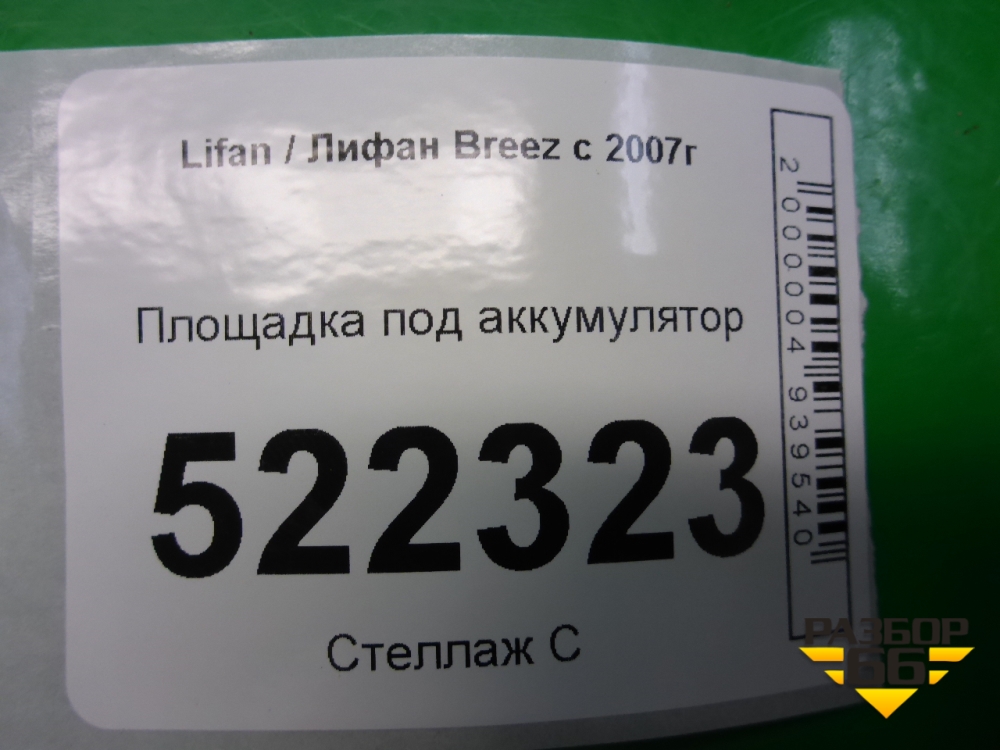 Lifan / Лифан Breez с 2007г
Площадка под аккумулятор
522323
Стеллаж С
2000004939540
РАЗБОР
66